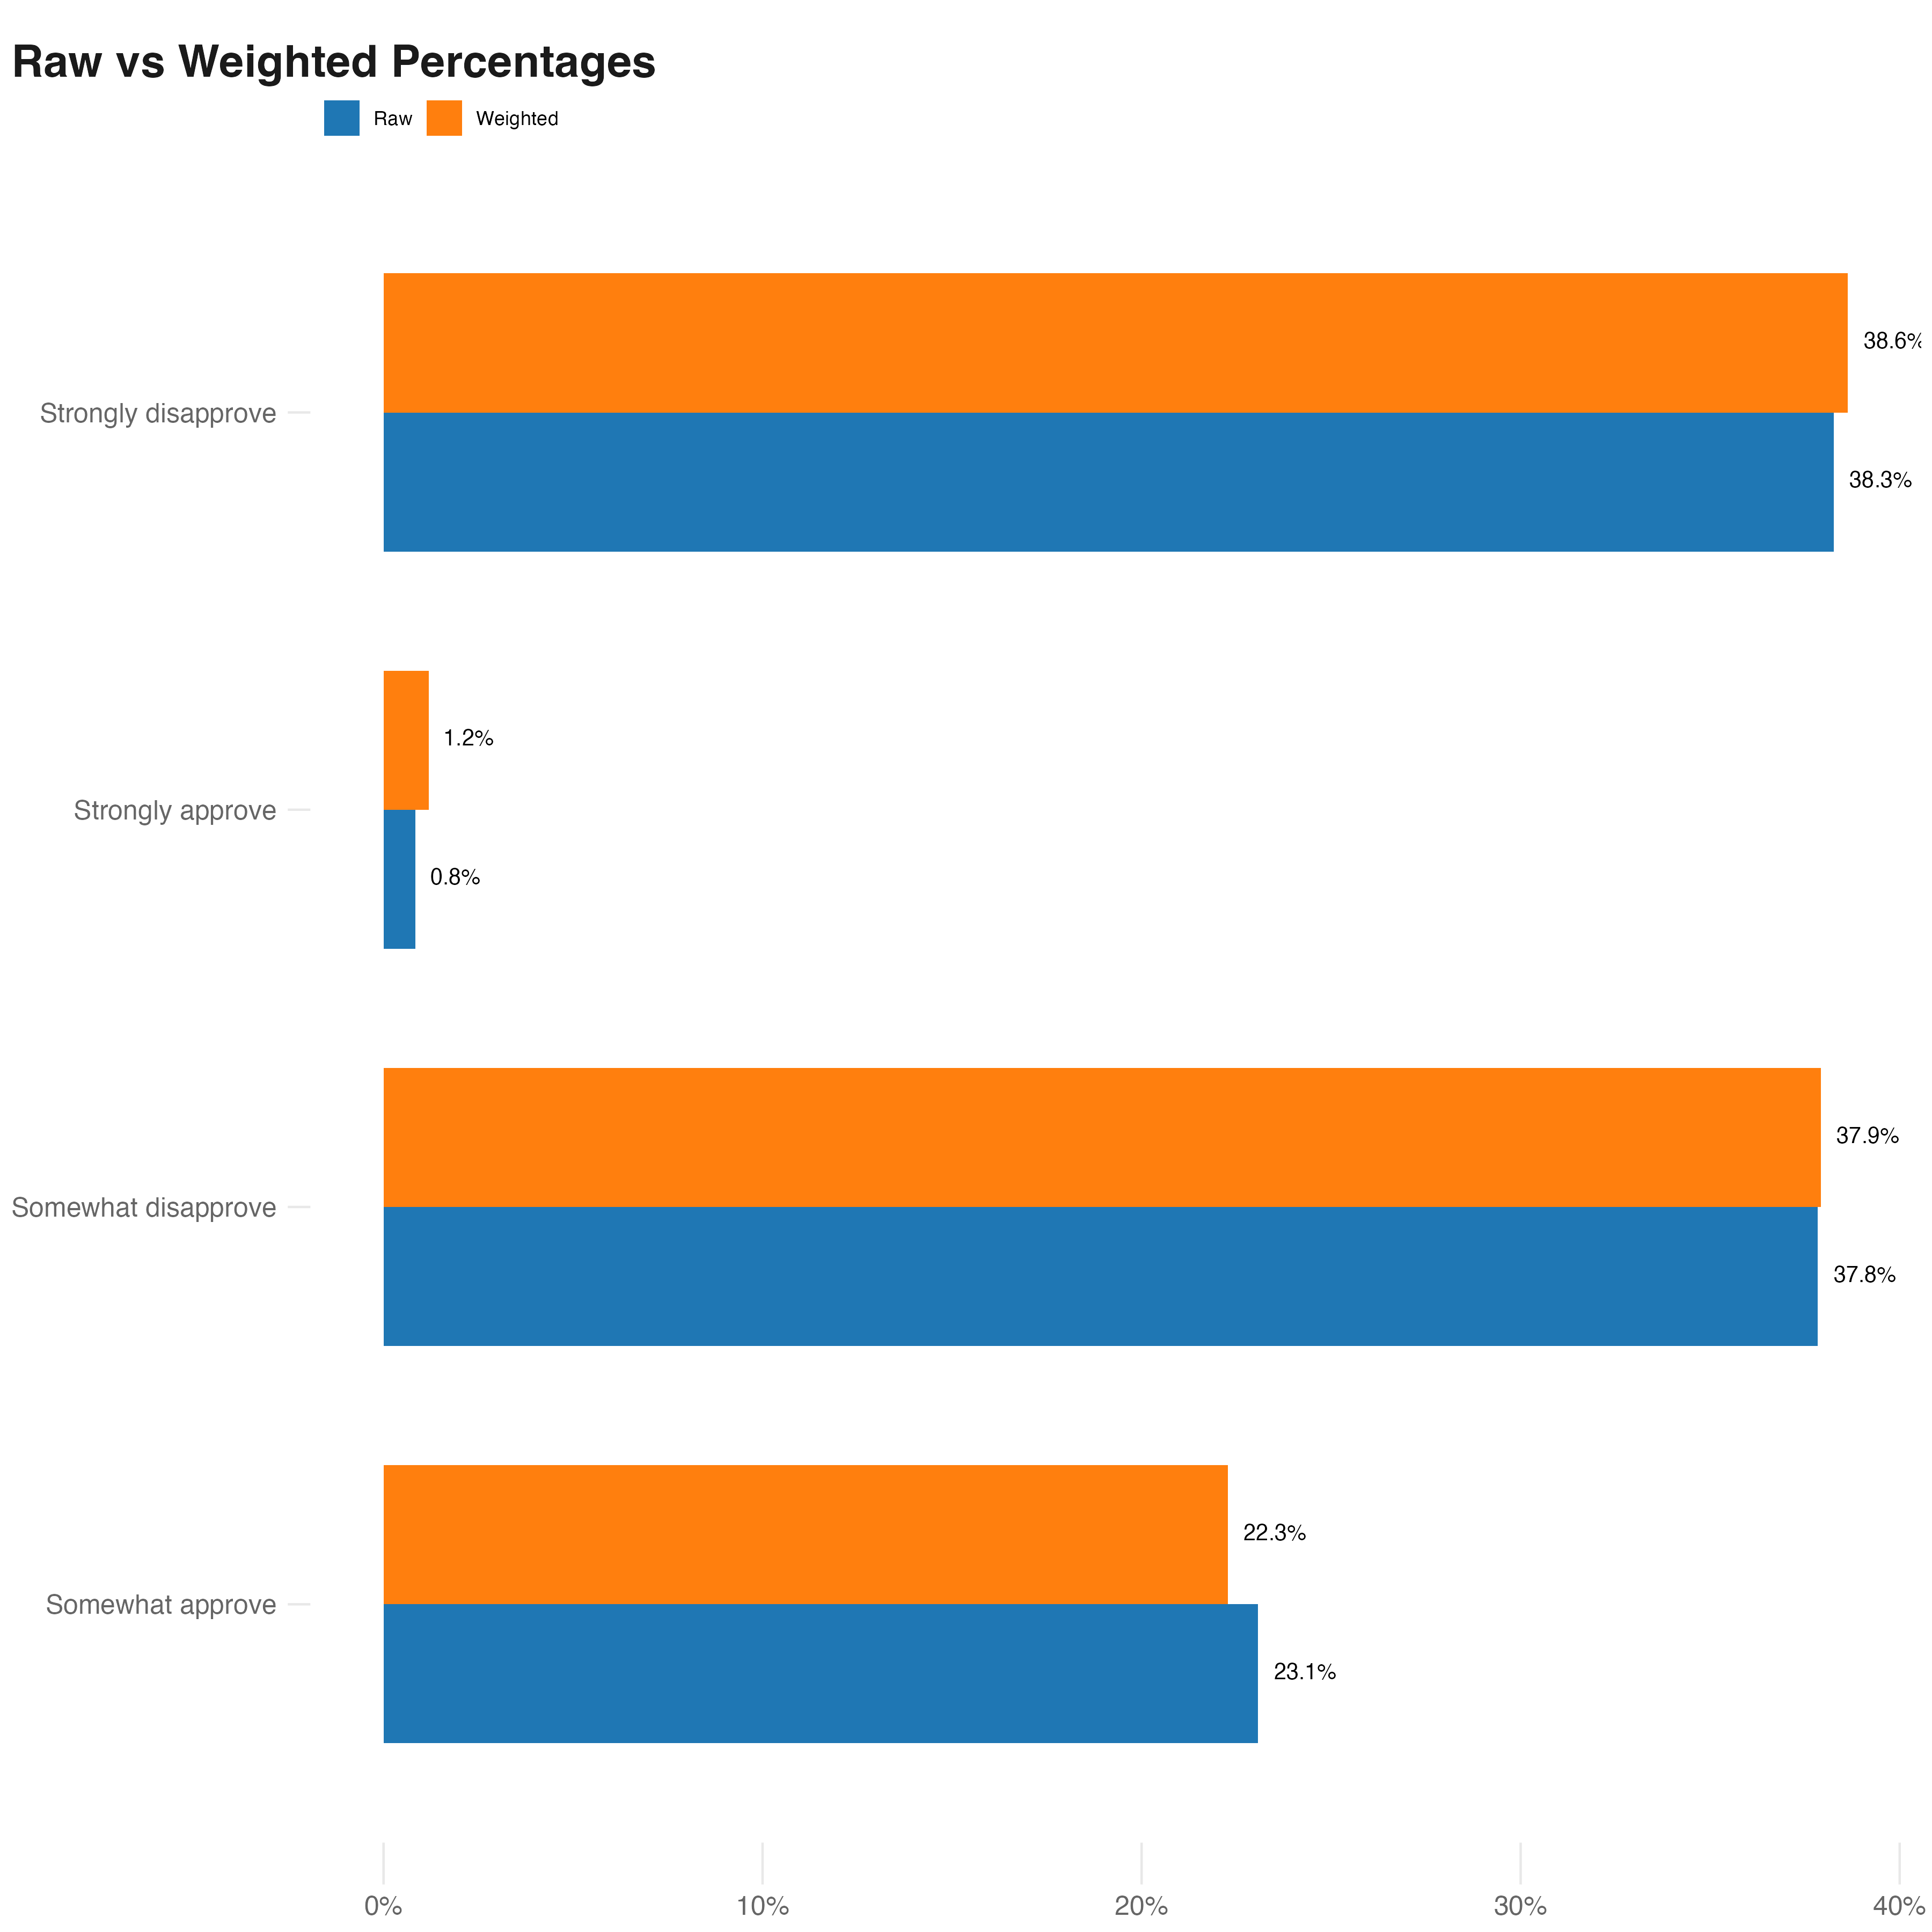 Raw vs Weighted Percentages
Raw Weighted
38.6%
Strongly disapprove
38.3%
1.2%
Strongly approve
0.8%
37.9%
Somewhat disapprove
37.8%
22.3%
Somewhat approve
23.1%
0% 10% 20% 30% 40%